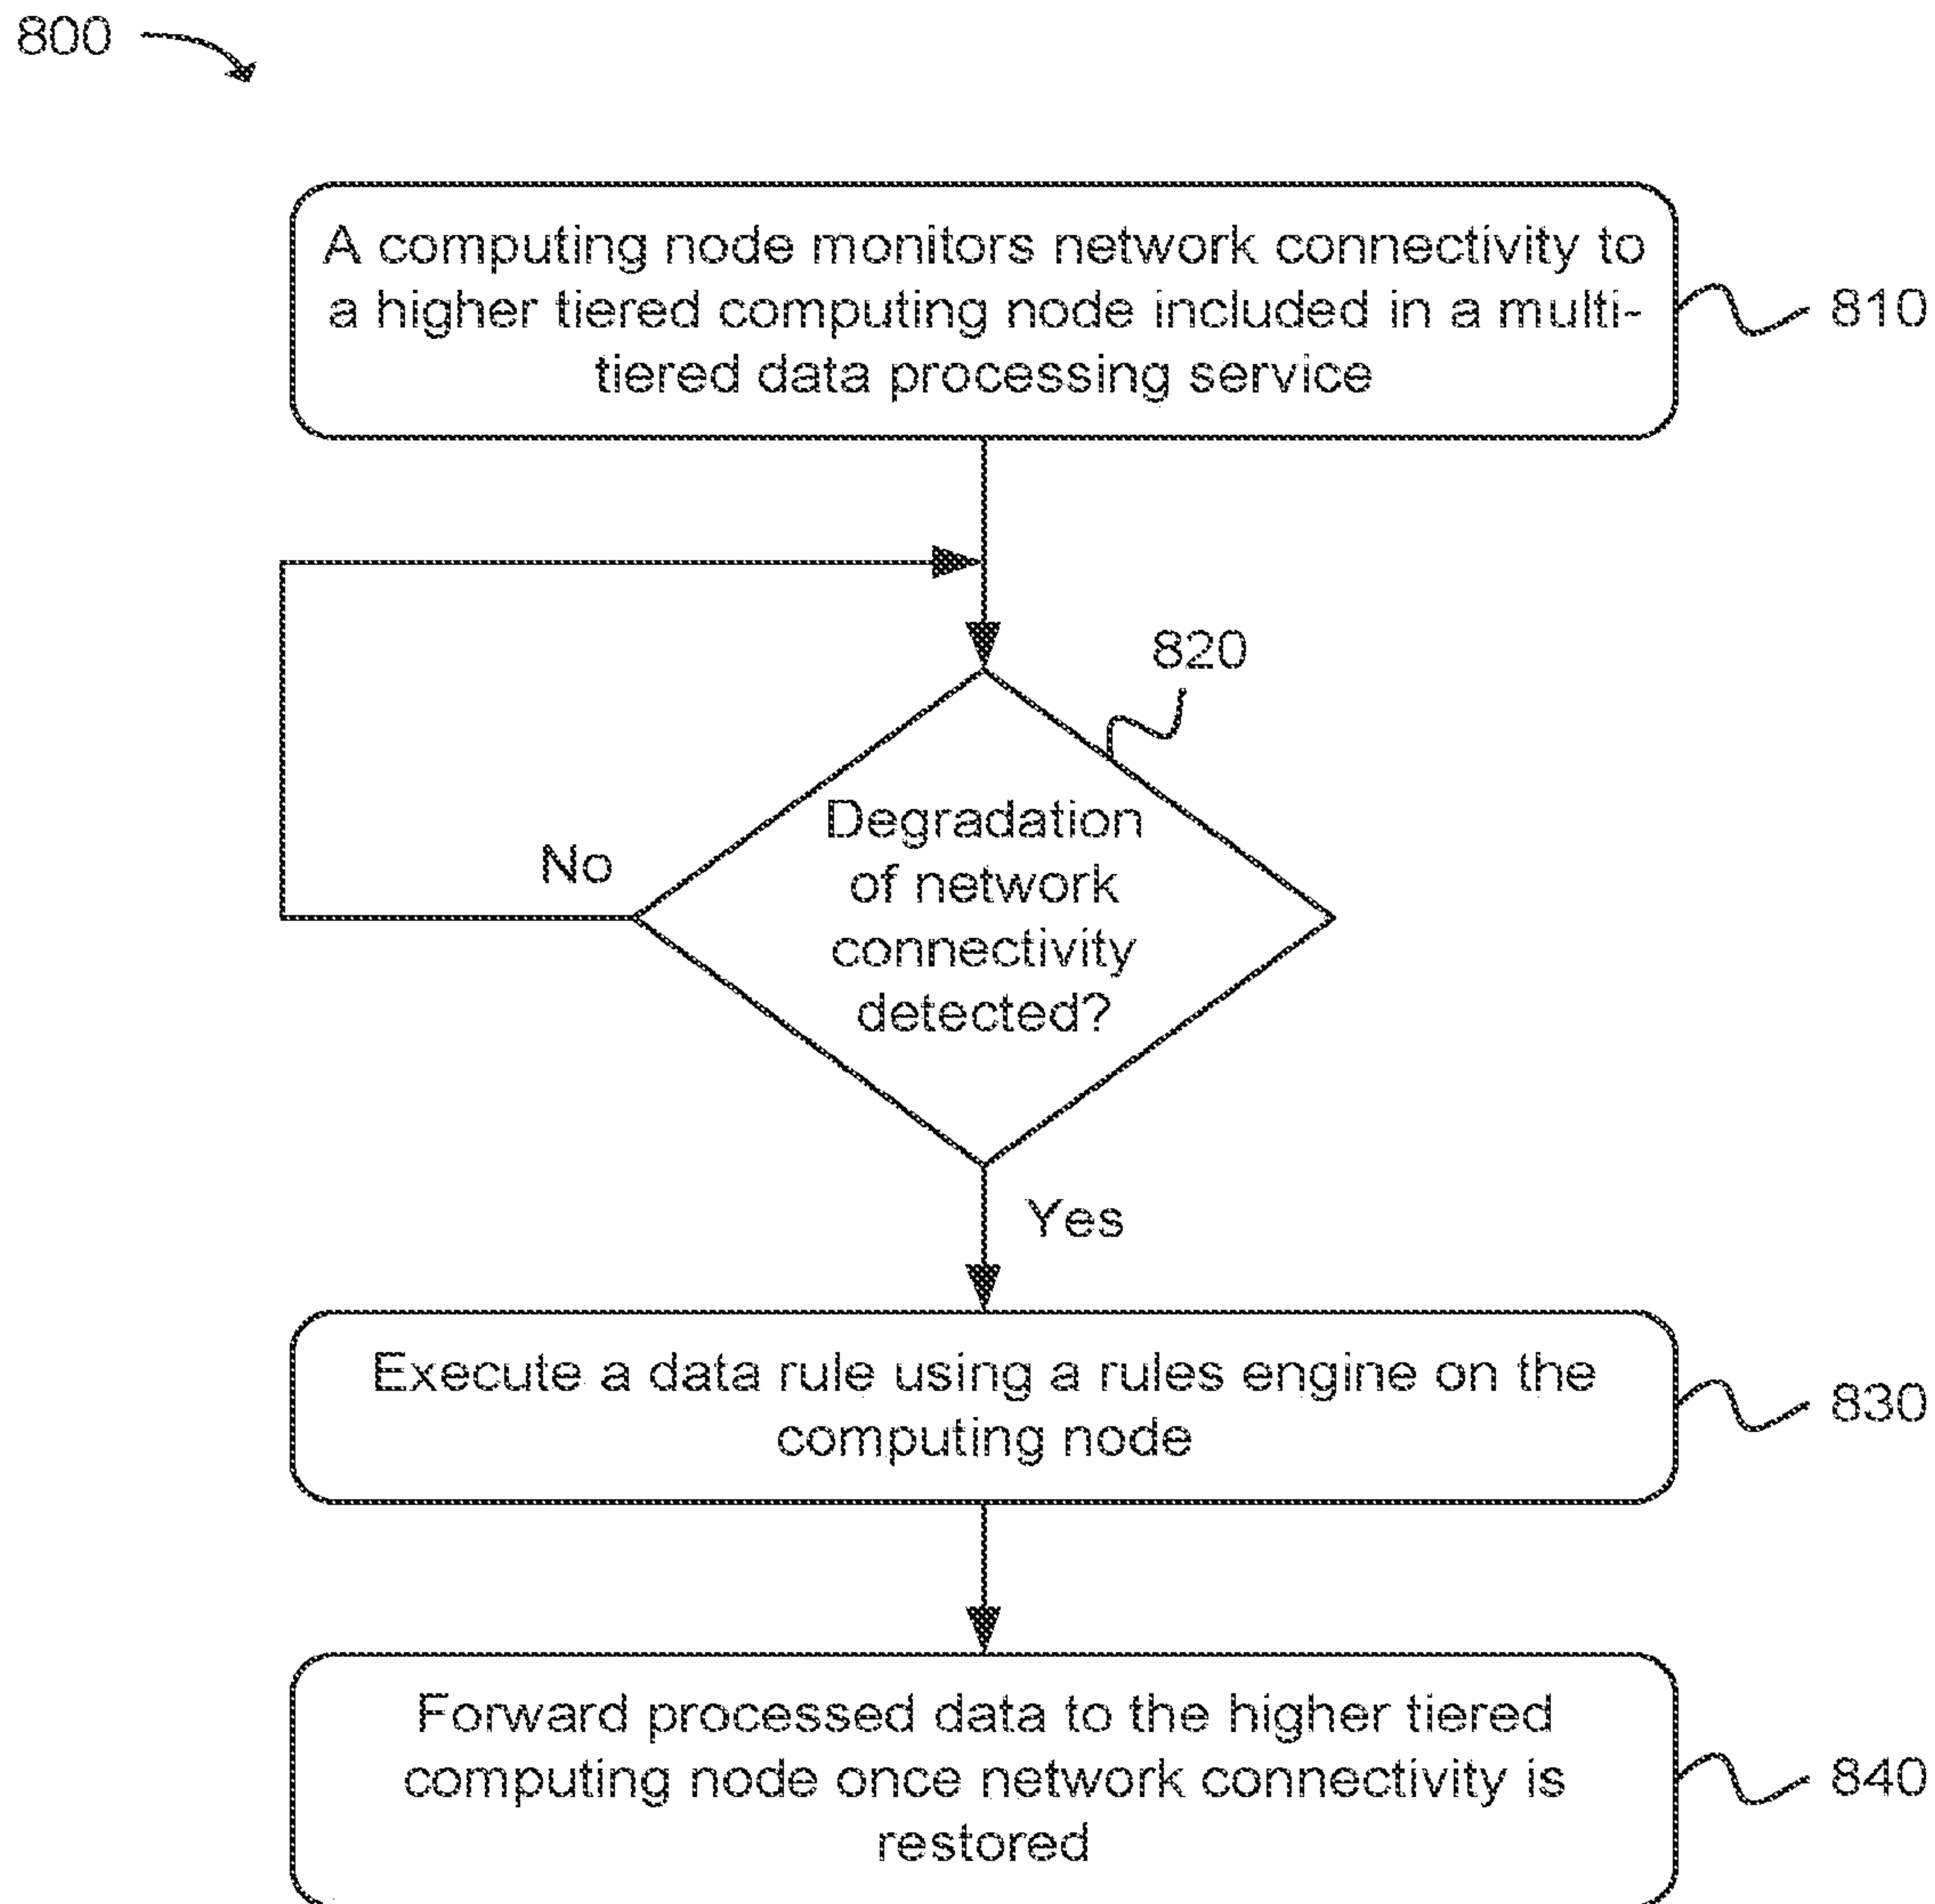 800
A computing node monitors network connectivity to
a higher tiered computing node included in a multi-
tiered data processing service
810
820
Degradation
of network
connectivity
detected?
No
Yes
Execute a data rule using a rules engine on the
computing node
830
Forward processed data to the higher tiered
computing node once network connectivity is
restored
840